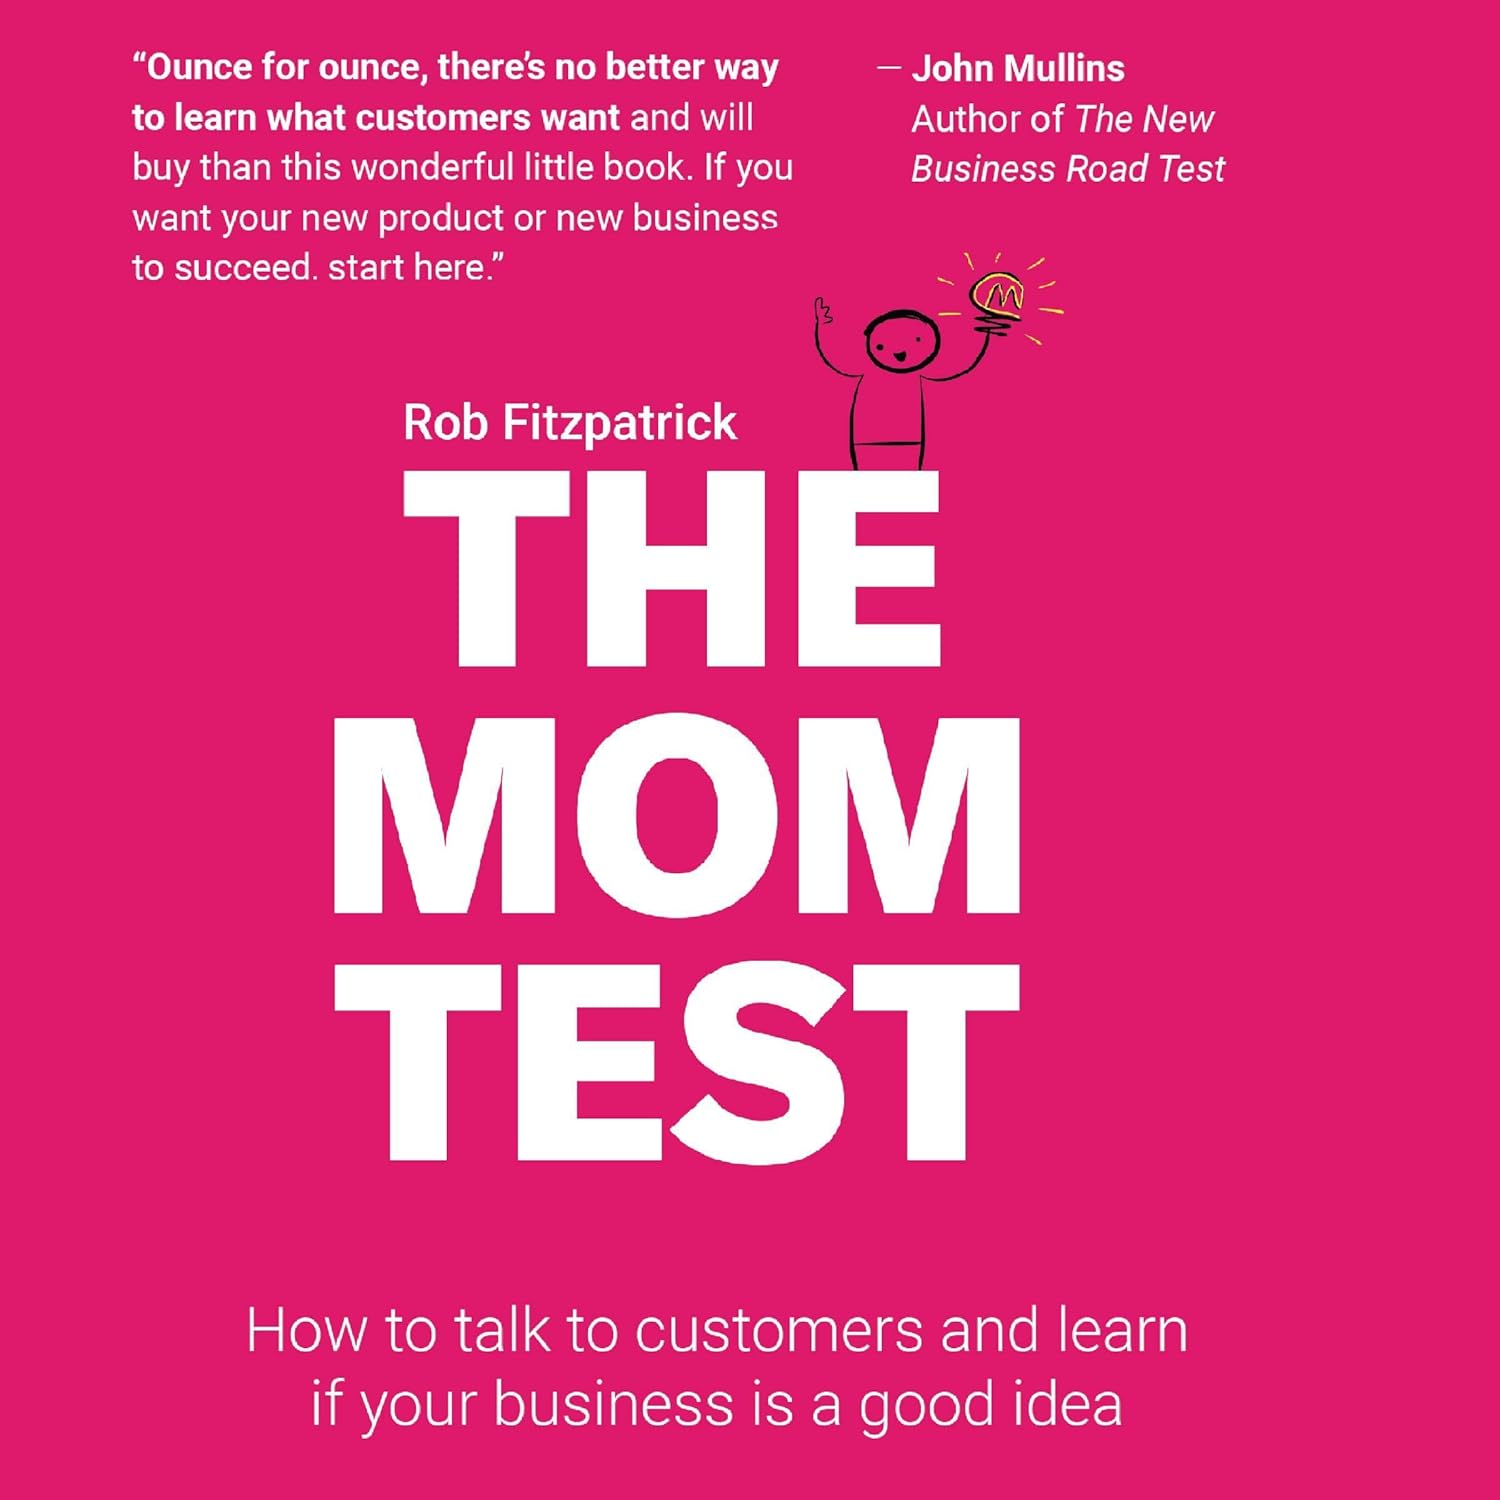 “Ounce for ounce, there’s no better way
to learn what customers want and will
buy than this wonderful little book. If you
want your new product or new business
to succeed. start here.”
— John Mullins
Author of The New
Business Road Test
M
Rob Fitzpatrick
THE
MOM
TEST
How to talk to customers and learn
if your business is a good idea